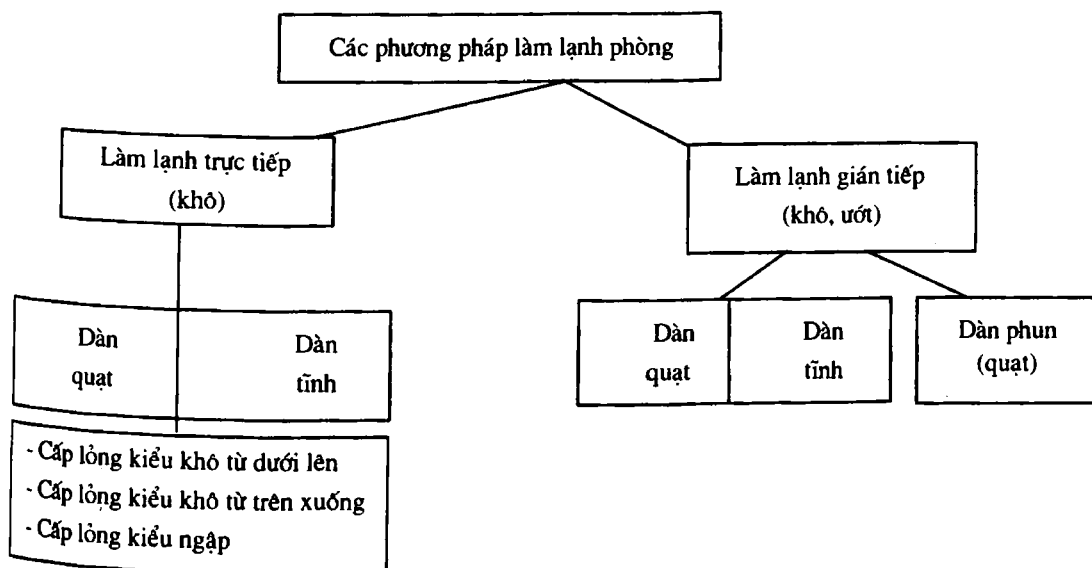 Các phương pháp làm lạnh phòng
Làm lạnh trực tiếp
(khô)
Làm lạnh gián tiếp
(khô, ướt)
Dàn
quạt
Dàn
tĩnh
Dàn
quạt
Dàn
tĩnh
Dàn phun
(quạt)
- Cấp lỏng kiểu khô từ dưới lên
- Cấp lỏng kiểu khô từ trên xuống
- Cấp lỏng kiểu ngập